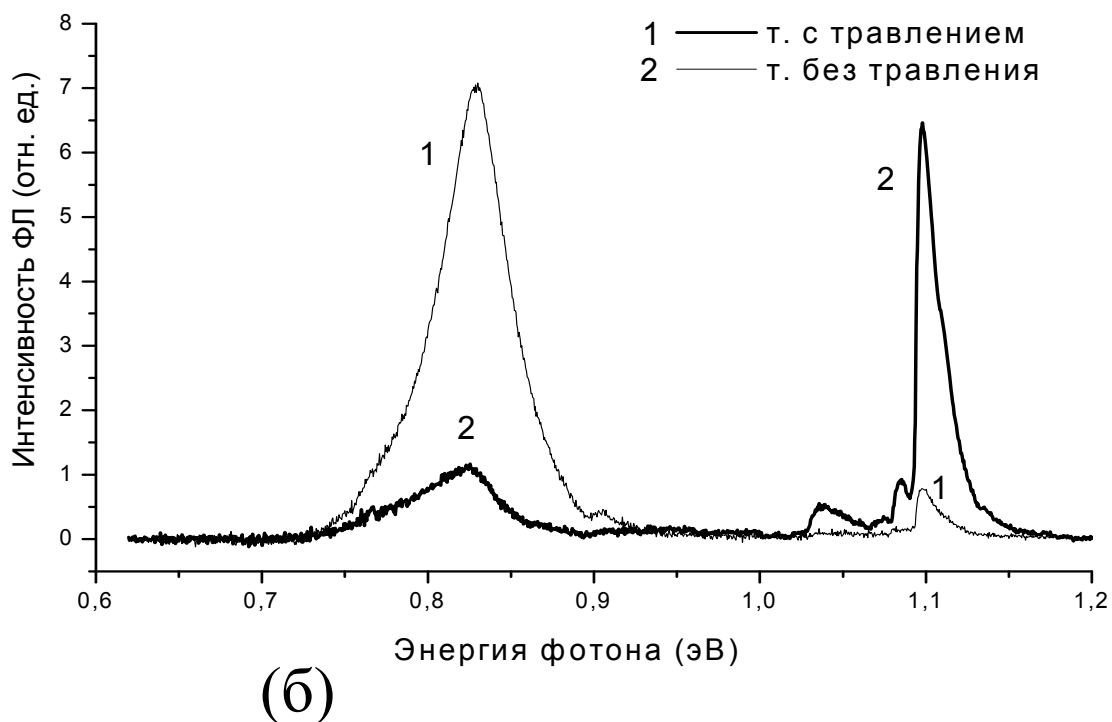 1 т. с травлением
2 т. без травления
Интенсивность ФЛ (отн. ед.)
8
7
6
5
4
3
2
1
0
1
2
2
1
0,6 0,7 0,8 0,9 1,0 1,1 1,2
Энергия фотона (эВ)
(б)